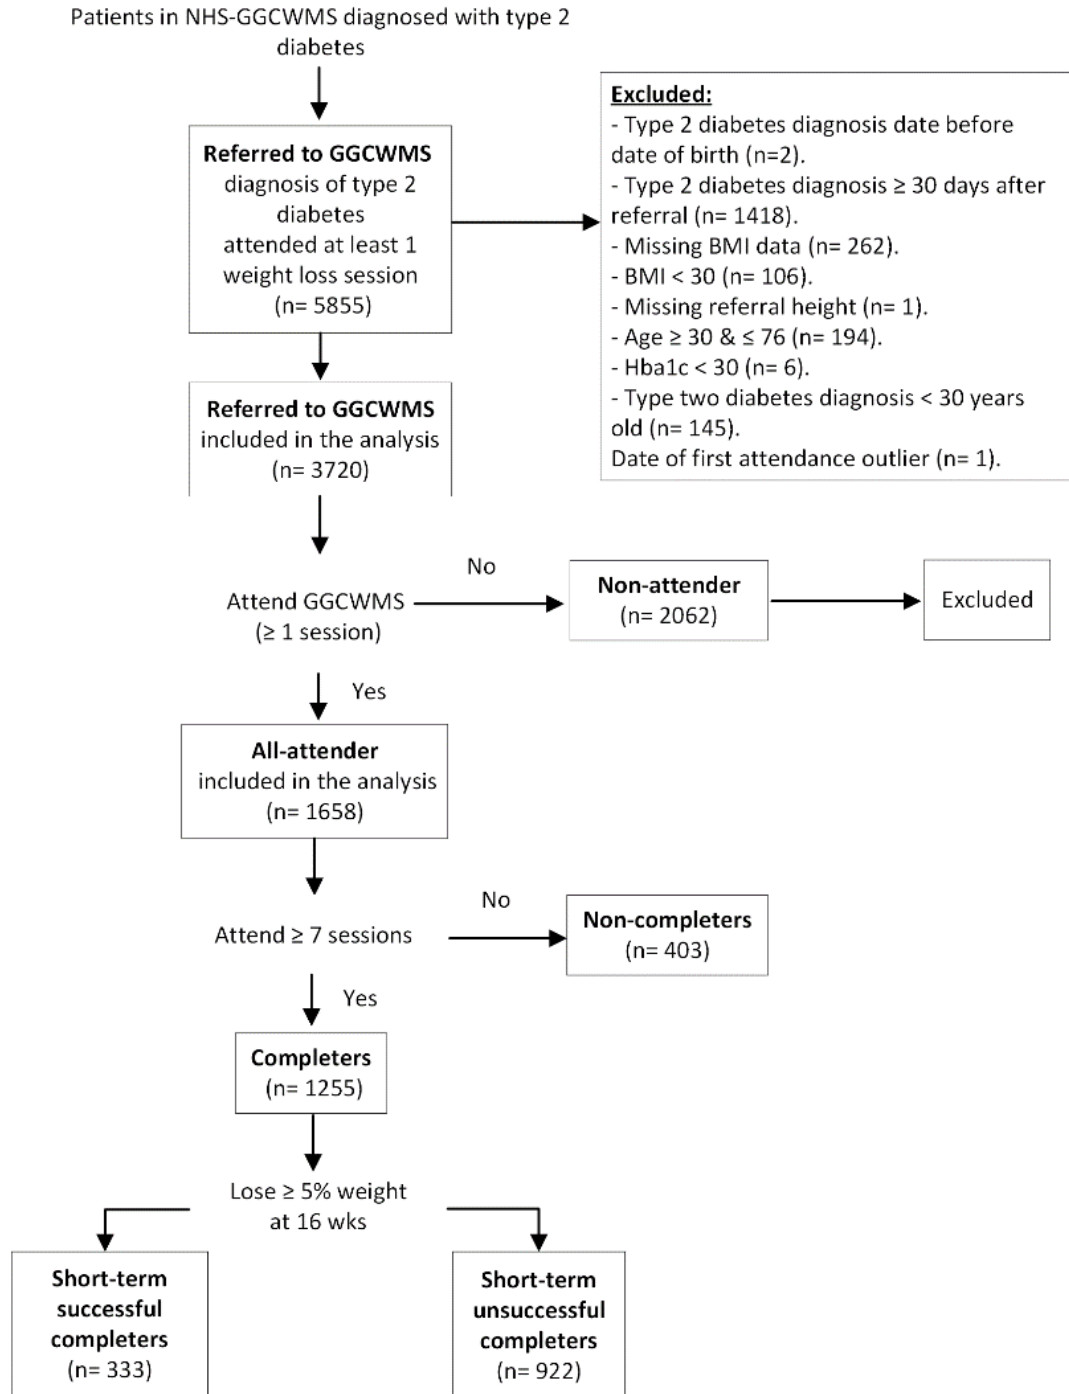 Patients in NHS-GGCWMS diagnosed with type 2
diabetes
Referred to GGCWMS
diagnosis of type 2
diabetes
attended at least 1
weight loss session
(n= 5855)
Excluded:
- Type 2 diabetes diagnosis date before
date of birth (n=2).
- Type 2 diabetes diagnosis ≥ 30 days after
referral (n= 1418).
- Missing BMI data (n= 262).
- BMI < 30 (n= 106).
- Missing referral height (n= 1).
- Age ≥ 30 & ≤ 76 (n= 194).
- Hba1c < 30 (n= 6).
- Type two diabetes diagnosis < 30 years
old (n= 145).
Date of first attendance outlier (n= 1).
Referred to GGCWMS
included in the analysis
(n= 3720)
Attend GGCWMS
(≥ 1 session)
No
Non-attender
(n= 2062)
Excluded
Yes
All-attender
included in the analysis
(n= 1658)
Attend ≥ 7 sessions
No
Non-completers
(n= 403)
Yes
Completers
(n= 1255)
Lose ≥ 5% weight
at 16 wks
Short-term
successful
completers
(n= 333)
Short-term
unsuccessful
completers
(n= 922)